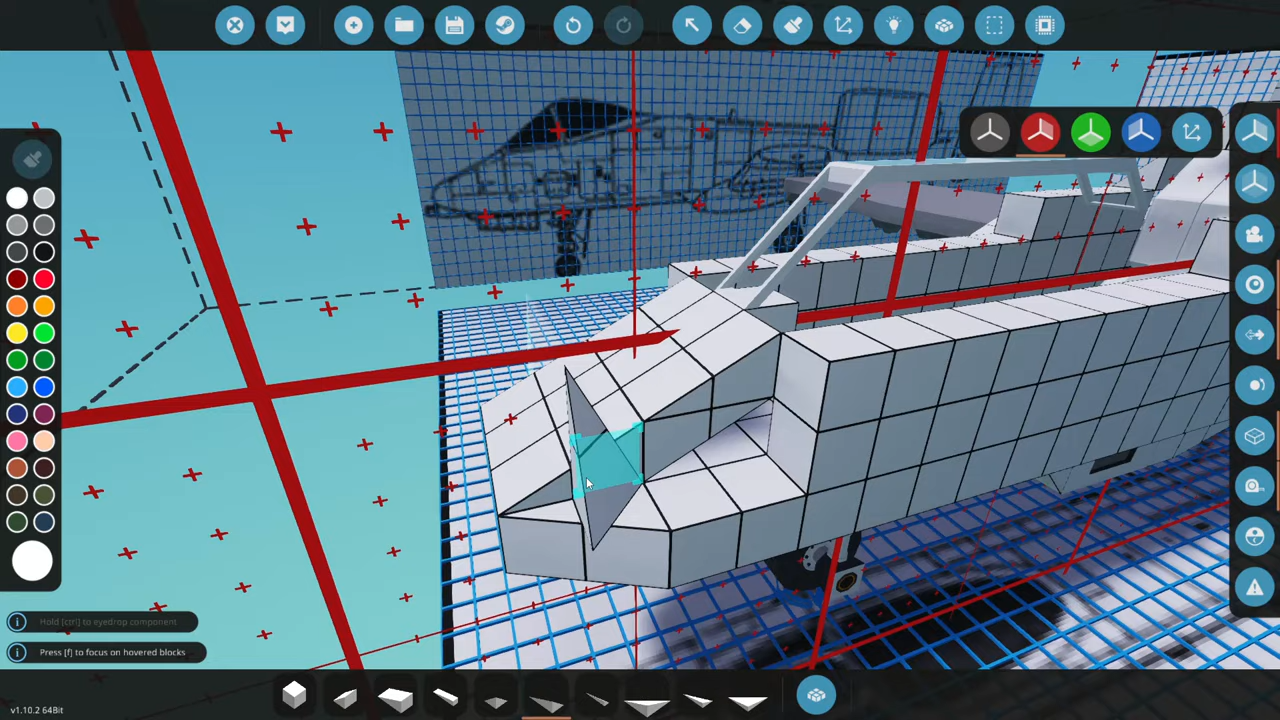 Hold [ctrl] to eyedrop component
Press [f] to focus on hovered blocks
v1.10.2 64Bit